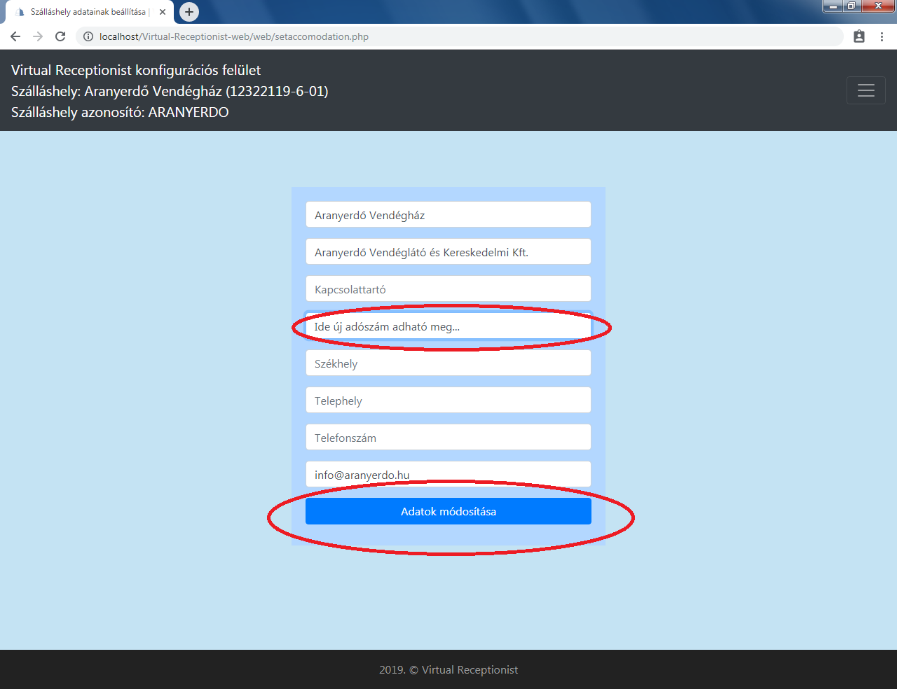 Szálláshely adatainak beállítása |
localhost/Virtual-Receptionist-web/web/setaccomodation.php
Virtual Receptionist konfigurációs felület
Szálláshely: Aranyerdő Vendégház (12322119-6-01)
Szálláshely azonosító: ARANYERDO
Aranyerdő Vendégház
Aranyerdő Vendéglátó és Kereskedelmi Kft.
Kapcsolattartó
Ide új adószám adható meg...
Székhely
Telephely
Telefonszám
info@aranyerdo.hu
Adatok módosítása
2019. © Virtual Receptionist